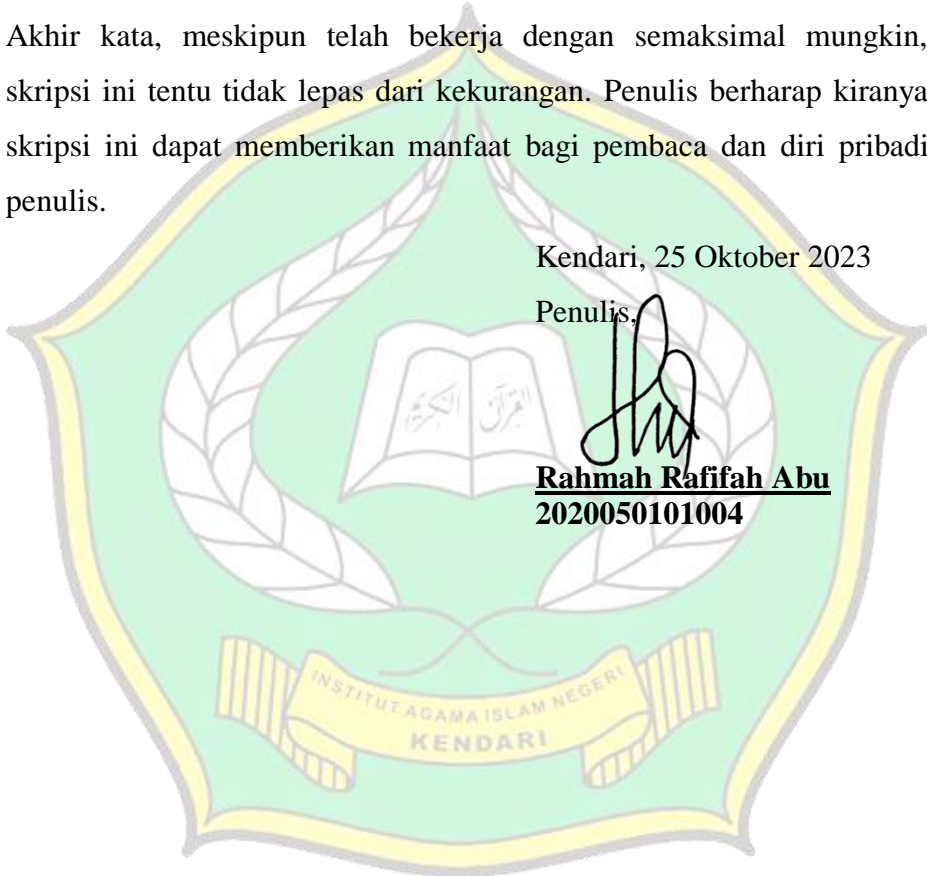 Akhir kata, meskipun telah bekerja dengan semaksimal mungkin,
skripsi ini tentu tidak lepas dari kekurangan. Penulis berharap kiranya
skripsi ini dapat memberikan manfaat bagi pembaca dan diri pribadi
penulis.
Kendari, 25 Oktober 2023
Penulis,
القرآن الكريم
Rahmah Rafifah Abu
2020050101004
INSTITUT AGAMA ISLAM NEGERI
KENDARI